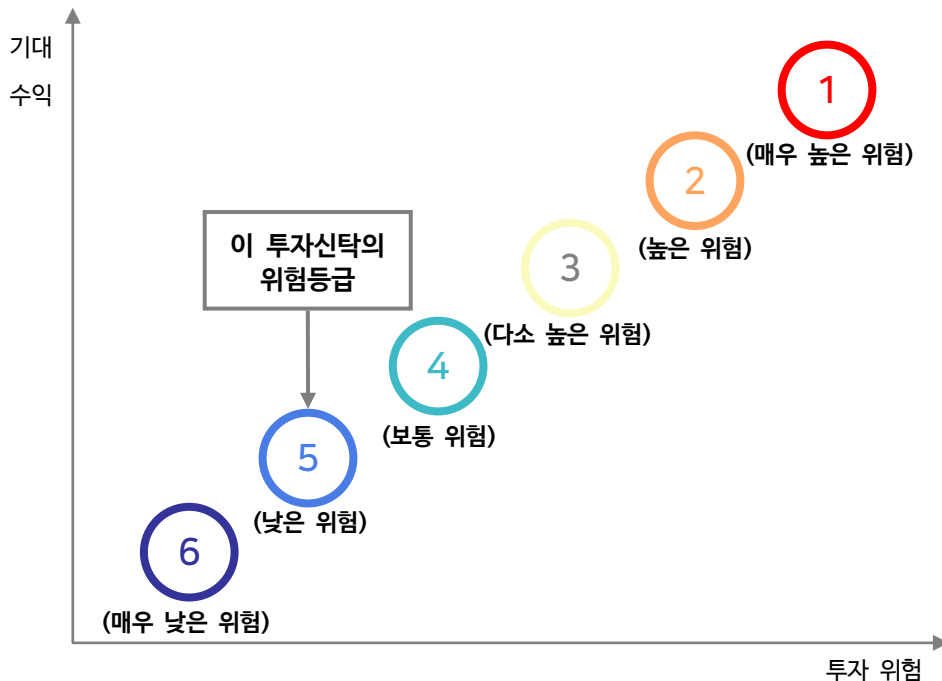 기대
수익
1
(매우 높은 위험)
2
(높은 위험)
이 투자신탁의
위험등급
3
(다소 높은 위험)
4
(보통 위험)
5
(낮은 위험)
6
(매우 낮은 위험)
투자 위험